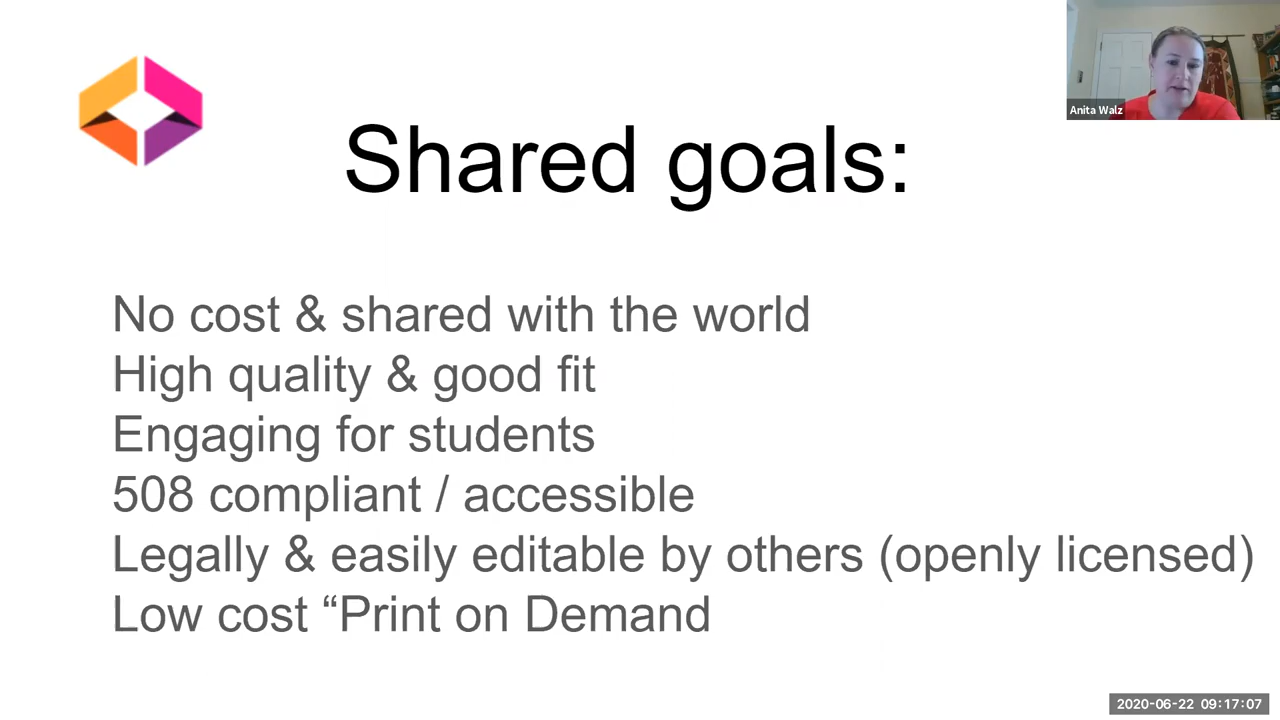 Anita Walz
Shared goals:
No cost & shared with the world
High quality & good fit
Engaging for students
508 compliant / accessible
Legally & easily editable by others (openly licensed)
Low cost “Print on Demand
2020-06-22 09:17:07